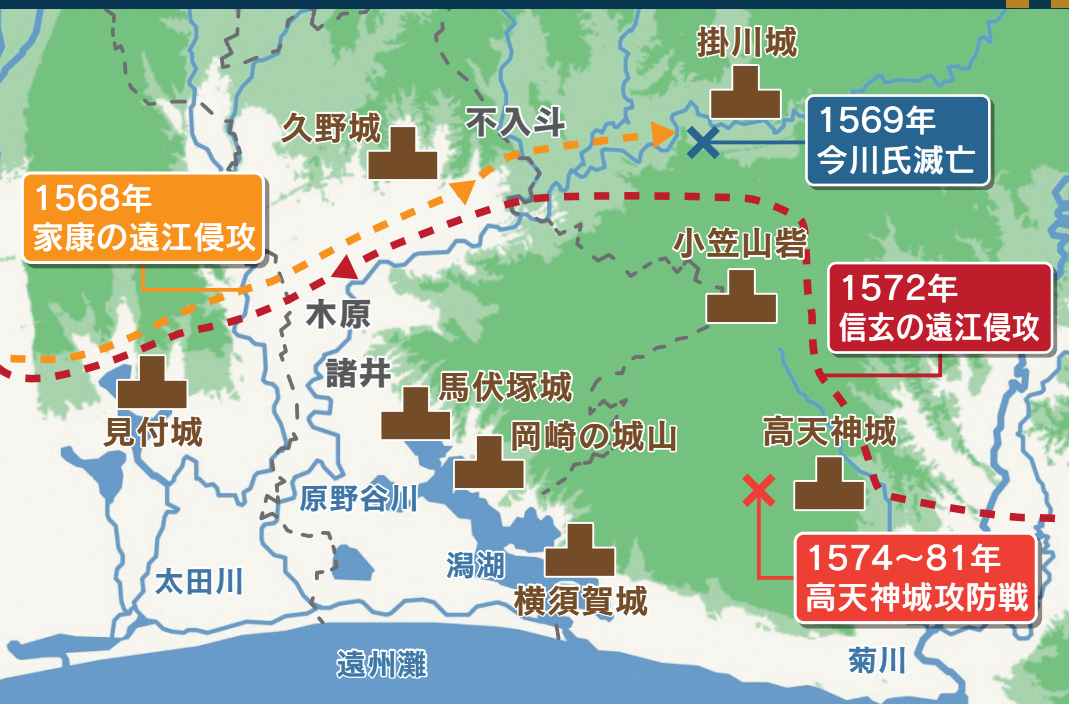 掛川城
1569年
今川氏滅亡
不入斗
久野城
1568年
家康の遠江侵攻
小笠山砦
1572年
信玄の遠江侵攻
木原
諸井
馬伏塚城
見付城
岡崎の城山
高天神城
原野谷川
1574〜81年
高天神城攻防戦
潟湖
太田川
横須賀城
遠州灘
菊川